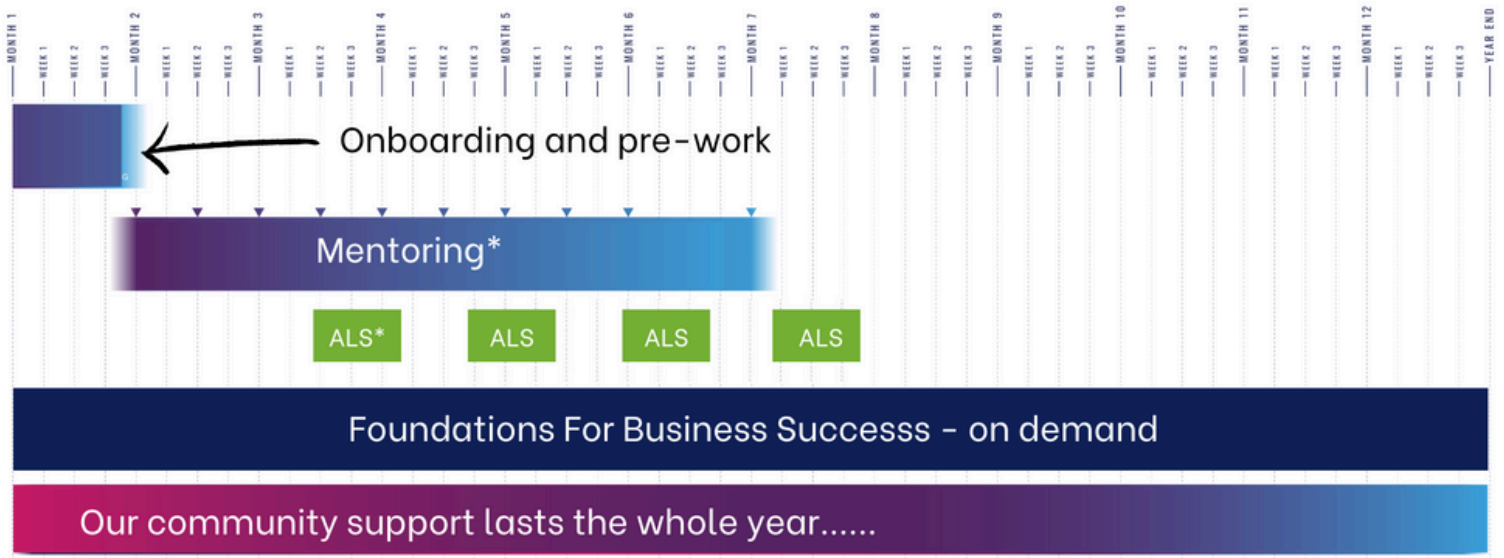 MONTH 1
WEEK 1
WEEK 2
WEEK 3
MONTH 2
WEEK 1
WEEK 2
WEEK 3
MONTH 3
WEEK 1
WEEK 2
WEEK 3
MONTH 4
WEEK 1
WEEK 2
WEEK 3
MONTH 5
WEEK 1
WEEK 2
WEEK 3
MONTH 6
WEEK 1
WEEK 2
WEEK 3
MONTH 7
WEEK 1
WEEK 2
WEEK 3
MONTH 8
WEEK 1
WEEK 2
WEEK 3
MONTH 9
WEEK 1
WEEK 2
WEEK 3
MONTH 10
WEEK 1
WEEK 2
WEEK 3
MONTH 11
WEEK 1
WEEK 2
WEEK 3
MONTH 12
WEEK 1
WEEK 2
WEEK 3
YEAR END
Onboarding and pre-work
Mentoring*
ALS*
ALS
ALS
ALS
Foundations For Business Successs - on demand
Our community support lasts the whole year......